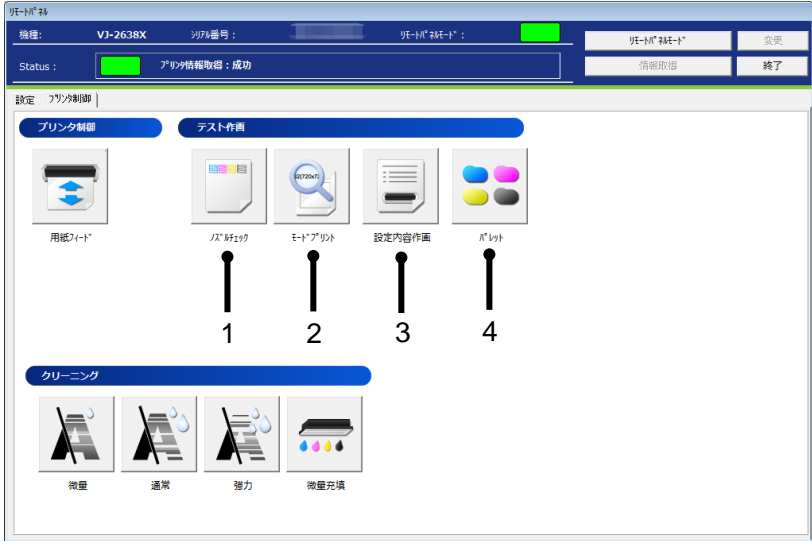 ﾘﾓｰﾄﾊﾟﾈﾙ
機種: VJ-2638X ｼﾘｱﾙ番号： ﾘﾓｰﾄﾊﾟﾈﾙﾓｰﾄﾞ：
ﾘﾓｰﾄﾊﾟﾈﾙﾓｰﾄﾞ 変更
Status： ﾌﾟﾘﾝﾀ情報取得：成功
情報取得 終了
設定 ﾌﾟﾘﾝﾀ制御
プリンタ制御 テスト作画
用紙ﾌｨｰﾄﾞ ﾉｽﾞﾙﾁｪｯｸ ﾓｰﾄﾞﾌﾟﾘﾝﾄ 設定内容作画 ﾊﾟﾚｯﾄ
1 2 3 4
クリーニング
微量 通常 強力 微量充填